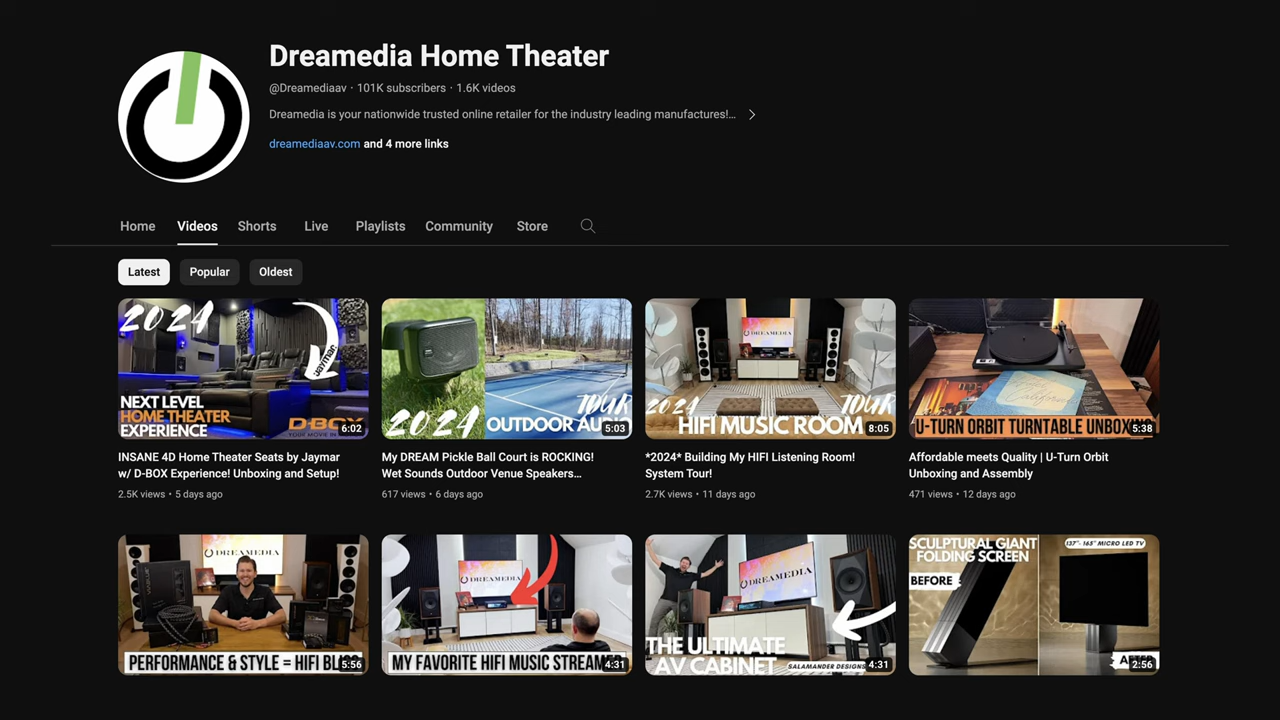 Dreamedia Home Theater
@Dreamediaav · 101K subscribers · 1.6K videos
Dreamedia is your nationwide trusted online retailer for the industry leading manufactures!...
dreamediaav.com and 4 more links
Home Videos Shorts Live Playlists Community Store
Latest Popular Oldest
2024
Jaymar
NEXT LEVEL
HOME THEATER
EXPERIENCE
D-BOX
6:02
2024
TOUR
OUTDOOR AUDIO
5:03
DREAMEDIA
2024
TOUR
HIFI MUSIC ROOM
8:05
California
U-TURN ORBIT TURNTABLE UNBOXING
5:38
INSANE 4D Home Theater Seats by Jaymar
w/ D-BOX Experience! Unboxing and Setup!
2.5K views • 5 days ago
My DREAM Pickle Ball Court is ROCKING!
Wet Sounds Outdoor Venue Speakers...
617 views • 6 days ago
*2024* Building My HIFI Listening Room!
System Tour!
2.7K views • 11 days ago
Affordable meets Quality | U-Turn Orbit
Unboxing and Assembly
471 views • 12 days ago
DREAMEDIA
PERFORMANCE & STYLE = HIFI
5:56
DREAMEDIA
MY FAVORITE HIFI MUSIC STREAM
4:31
DREAMEDIA
THE ULTIMATE
AV CABINET
SALAMANDER DESIGNS
4:31
SCULPTURAL GIANT
FOLDING SCREEN
BEFORE
137"- 165" MICRO LED TV
AFTER
2:56